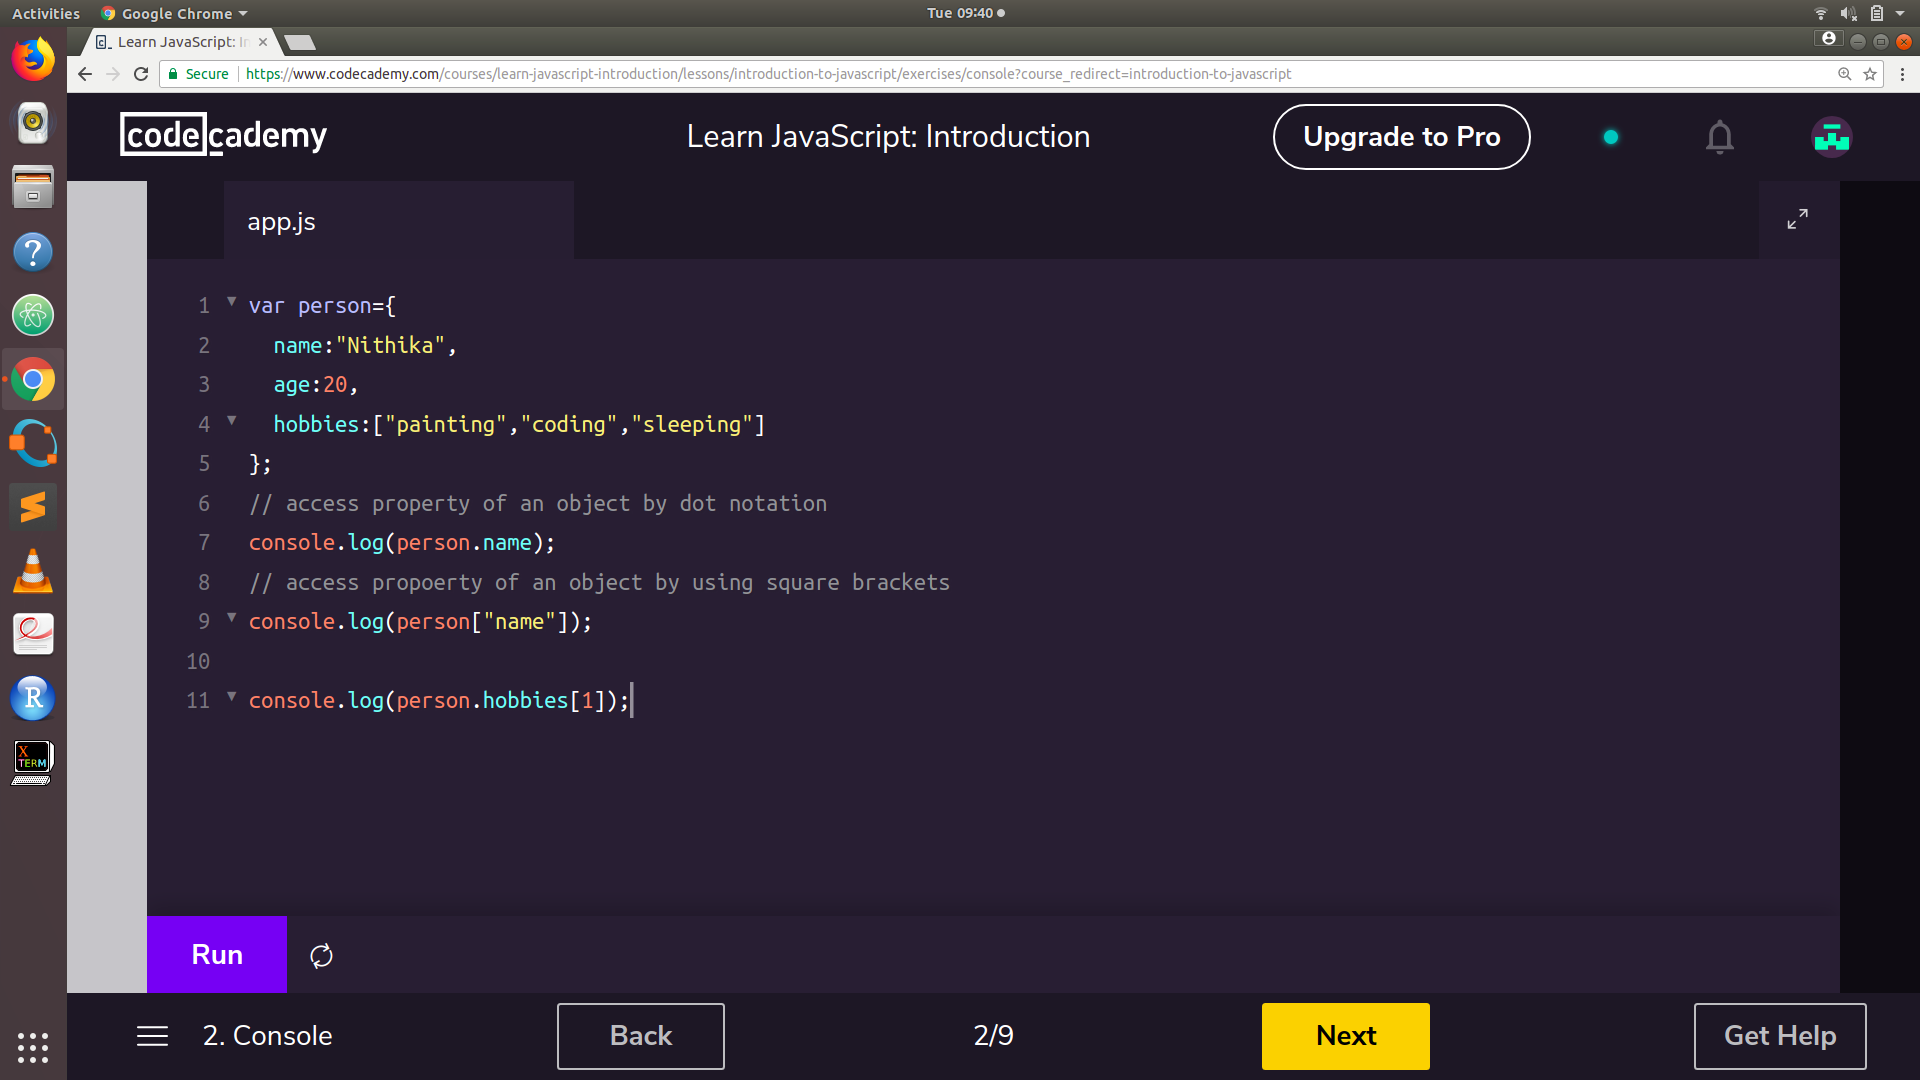 Activities Google Chrome Tue 09:40
Learn JavaScript: In
Secure https://www.codecademy.com/courses/learn-javascript-introduction/lessons/introduction-to-javascript/exercises/console?course_redirect=introduction-to-javascript
codecademy Learn JavaScript: Introduction Upgrade to Pro
app.js
1 var person={
2 name:"Nithika",
3 age:20,
4 hobbies:["painting","coding","sleeping"]
5 };
6 // access property of an object by dot notation
7 console.log(person.name);
8 // access propoerty of an object by using square brackets
9 console.log(person["name"]);
10
11 console.log(person.hobbies[1]);
X
TERM
R
Run
2. Console Back 2/9 Next Get Help